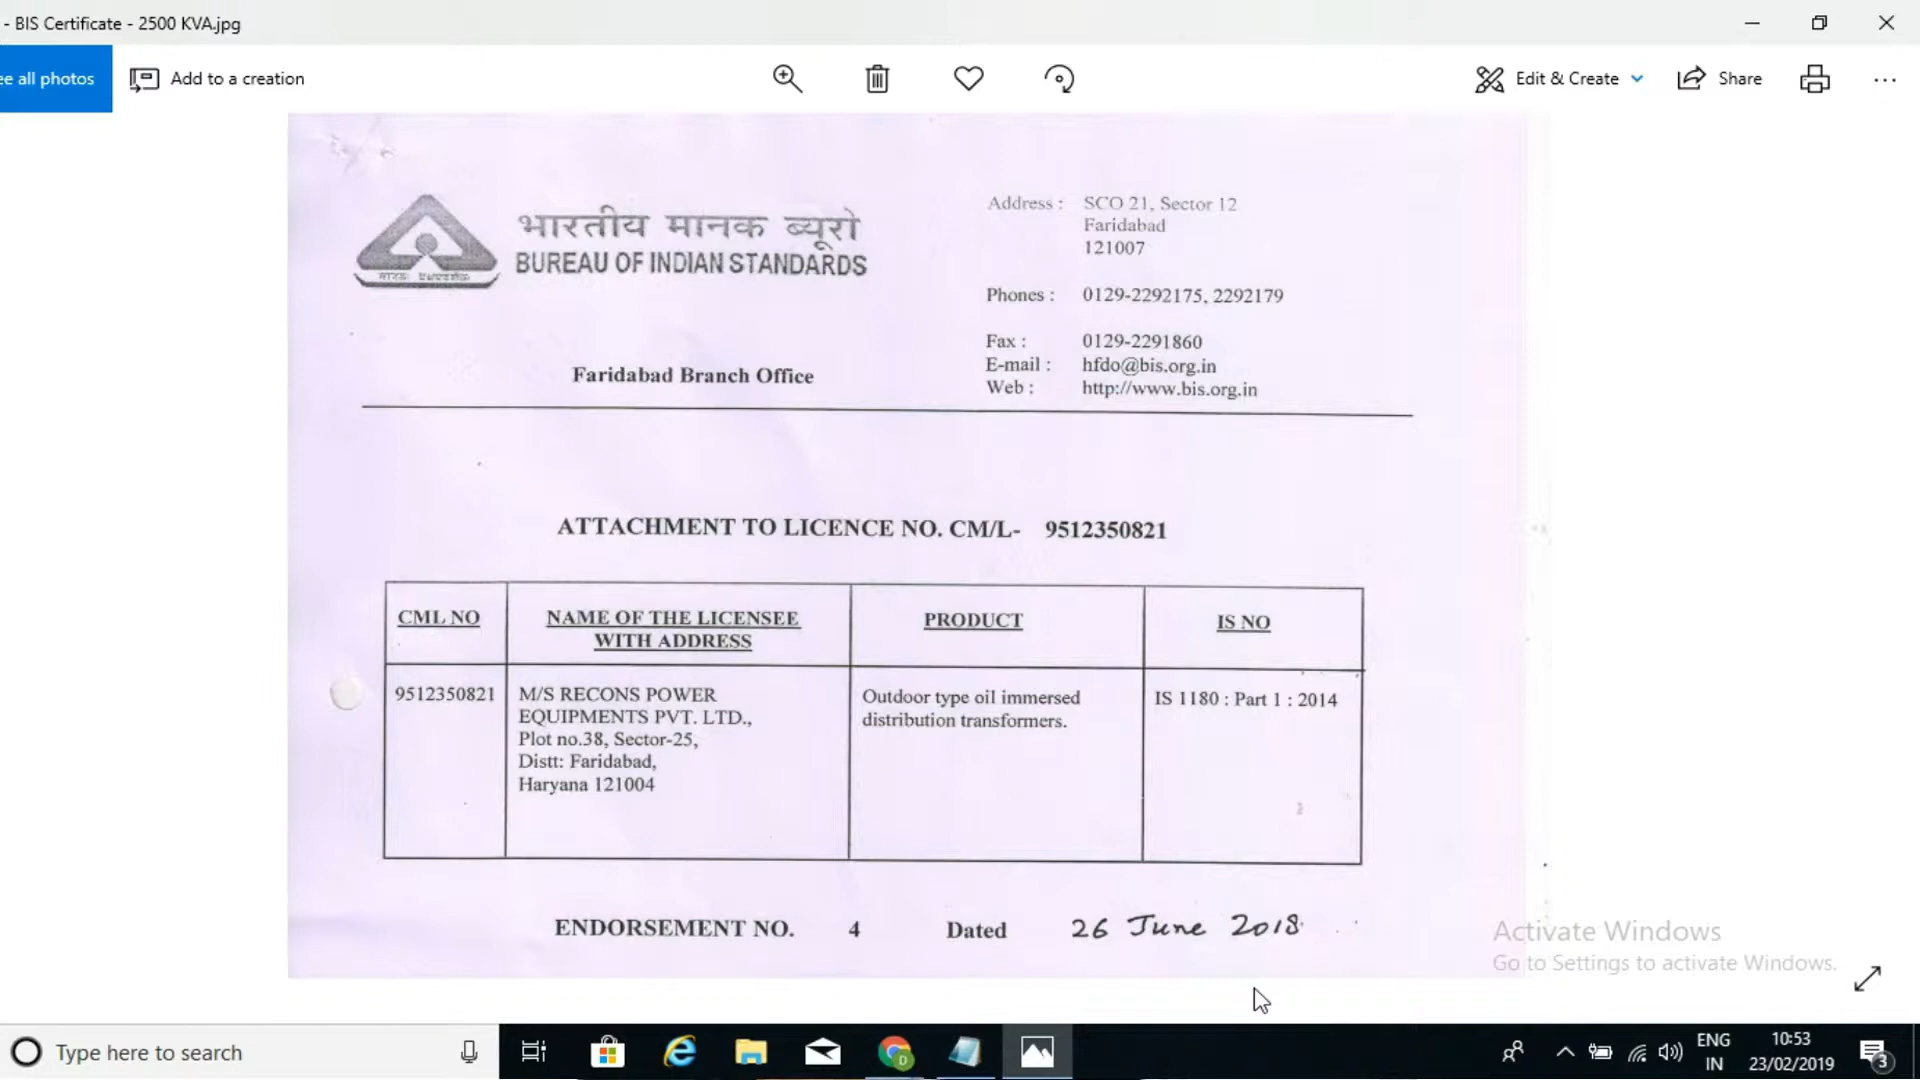 - BIS Certificate - 2500 KVA.jpg
ee all photos
Add to a creation
Edit & Create
Share
भारतीय मानक ब्यूरो
BUREAU OF INDIAN STANDARDS
Faridabad Branch Office
Address : SCO 21, Sector 12
Faridabad
121007
Phones : 0129-2292175, 2292179
Fax : 0129-2291860
E-mail : hfdo@bis.org.in
Web : http://www.bis.org.in
ATTACHMENT TO LICENCE NO. CM/L- 9512350821
CML NO
NAME OF THE LICENSEE
WITH ADDRESS
PRODUCT
IS NO
9512350821
M/S RECONS POWER
EQUIPMENTS PVT. LTD.,
Plot no.38, Sector-25,
Distt: Faridabad,
Haryana 121004
Outdoor type oil immersed
distribution transformers.
IS 1180 : Part 1 : 2014
ENDORSEMENT NO. 4 Dated 26 June 2018
Activate Windows
Go to Settings to activate Windows.
Type here to search
D
ENG
IN
10:53
23/02/2019
3